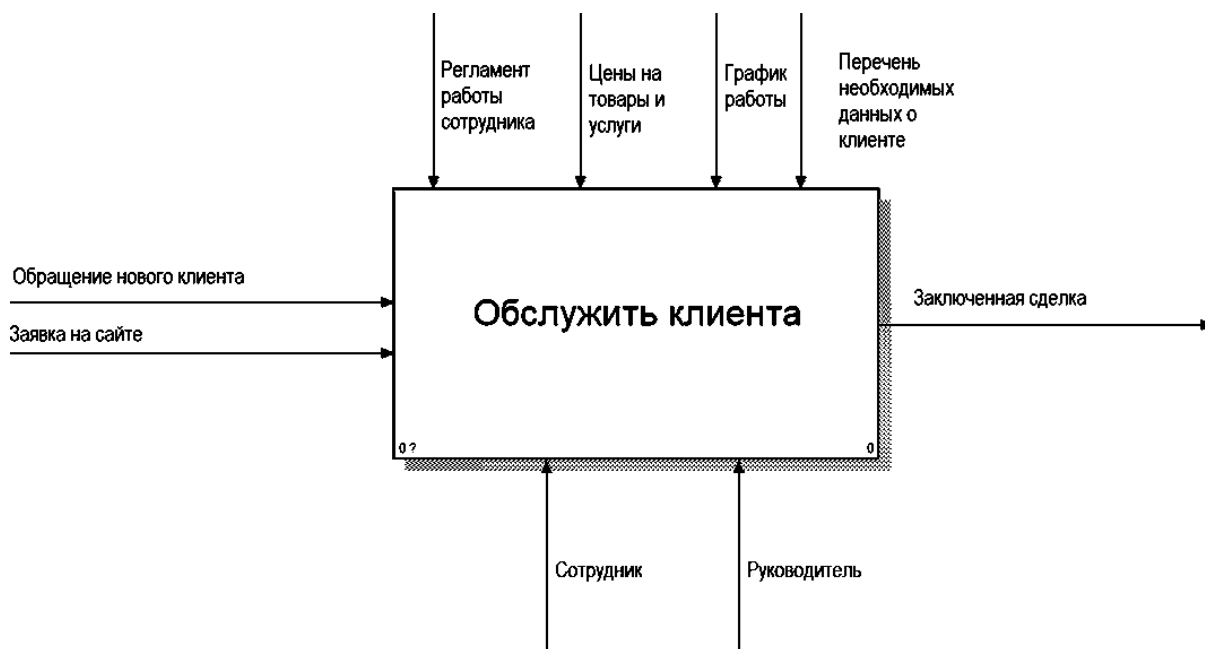 Регламент
работы
сотрудника
Цены на
товары и
услуги
График
работы
Перечень
необходимых
данных о
клиенте
Обращение нового клиента
Заявка на сайте
Обслужить клиента
Заключенная сделка
0 ?
0
Сотрудник
Руководитель